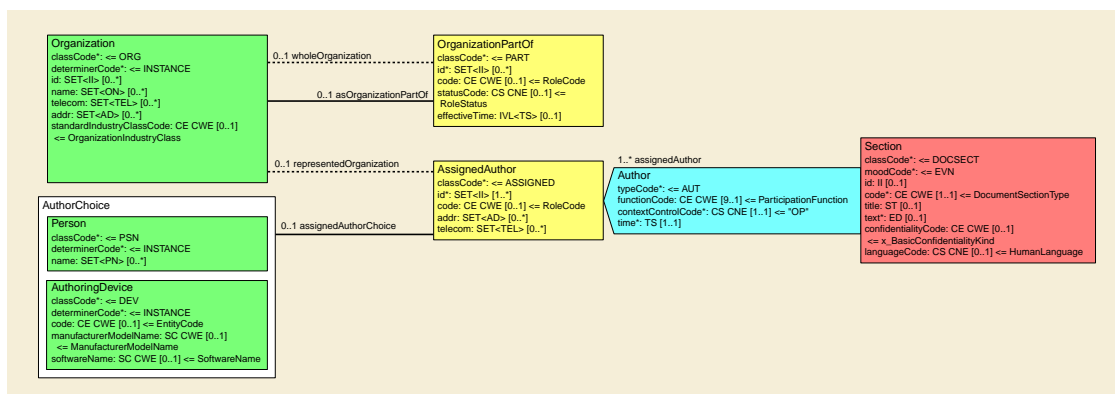 Organization
classCode*: <= ORG
determinerCode*: <= INSTANCE
id: SET<II> [0..*]
name: SET<ON> [0..*]
telecom: SET<TEL> [0..*]
addr: SET<AD> [0..*]
standardIndustryClassCode: CE CWE [0..1]
<= OrganizationIndustryClass
0..1 wholeOrganization
0..1 asOrganizationPartOf
OrganizationPartOf
classCode*: <= PART
id*: SET<II> [0..*]
code: CE CWE [0..1] <= RoleCode
statusCode: CS CNE [0..1] <=
RoleStatus
effectiveTime: IVL<TS> [0..1]
0..1 representedOrganization
AssignedAuthor
classCode*: <= ASSIGNED
id*: SET<II> [1..*]
code: CE CWE [0..1] <= RoleCode
addr: SET<AD> [0..*]
telecom: SET<TEL> [0..*]
1..* assignedAuthor
Author
typeCode*: <= AUT
functionCode: CE CWE [9..1] <= ParticipationFunction
contextControlCode*: CS CNE [1..1] <= "OP"
time*: TS [1..1]
Section
classCode*: <= DOCSECT
moodCode*: <= EVN
id: II [0..1]
code*: CE CWE [1..1] <= DocumentSectionType
title: ST [0..1]
text*: ED [0..1]
confidentialityCode: CE CWE [0..1]
<= x_BasicConfidentialityKind
languageCode: CS CNE [0..1] <= HumanLanguage
AuthorChoice
Person
classCode*: <= PSN
determinerCode*: <= INSTANCE
name: SET<PN> [0..*]
0..1 assignedAuthorChoice
AuthoringDevice
classCode*: <= DEV
determinerCode*: <= INSTANCE
code: CE CWE [0..1] <= EntityCode
manufacturerModelName: SC CWE [0..1]
<= ManufacturerModelName
softwareName: SC CWE [0..1] <= SoftwareName